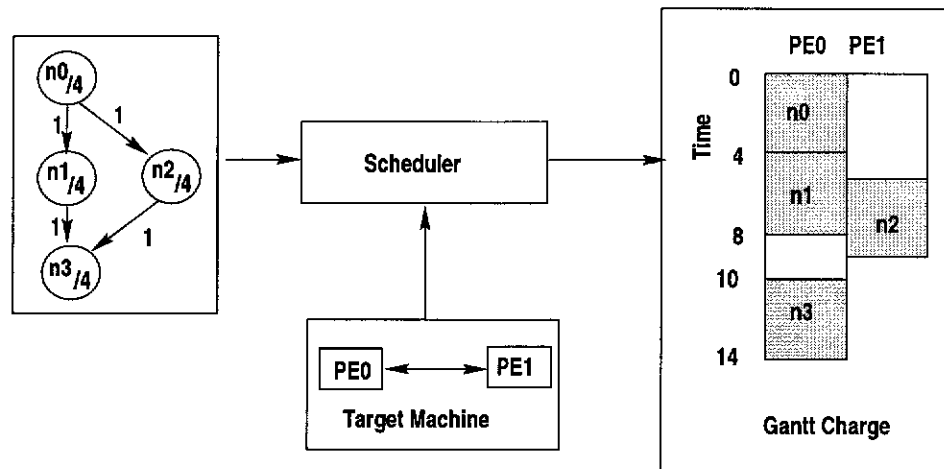 n0/4
1
1
n1/4
n2/4
1
1
n3/4
Scheduler
PE0
PE1
Target Machine
PE0 PE1
Time
0
4
8
10
14
n0
n1
n2
n3
Gantt Charge